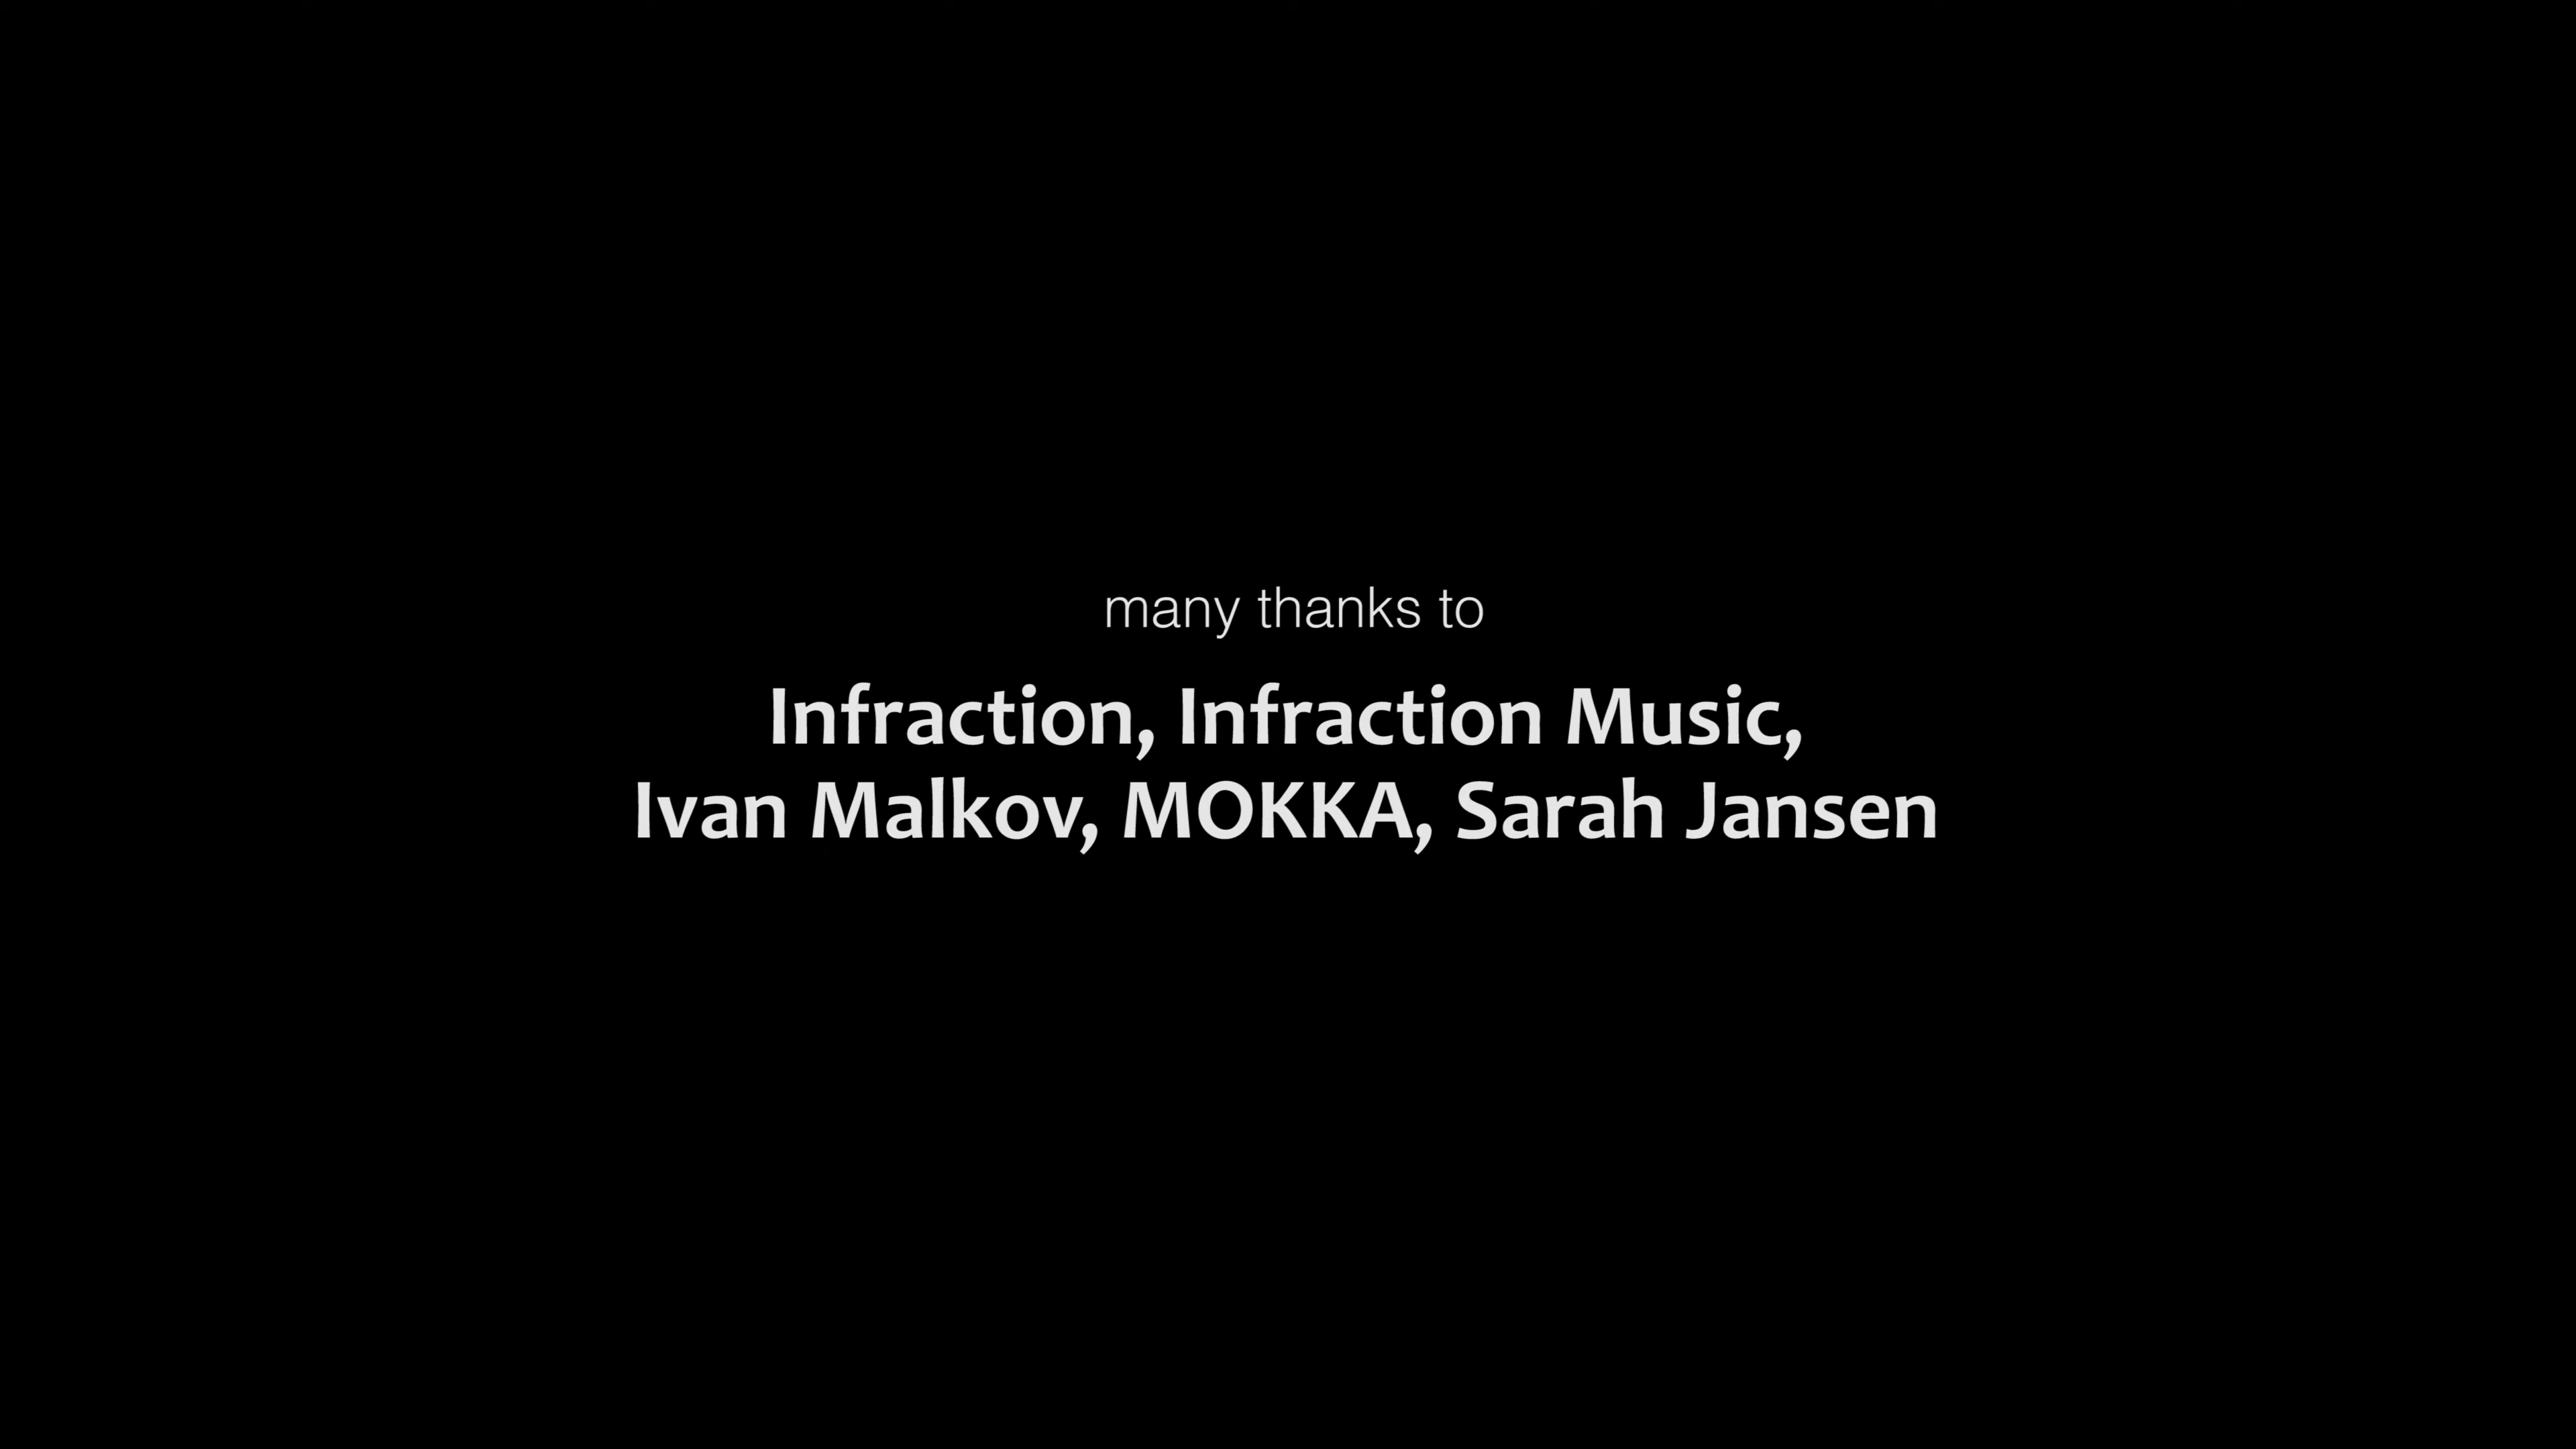 many thanks to
Infraction, Infraction Music,
Ivan Malkov, MOKKA, Sarah Jansen